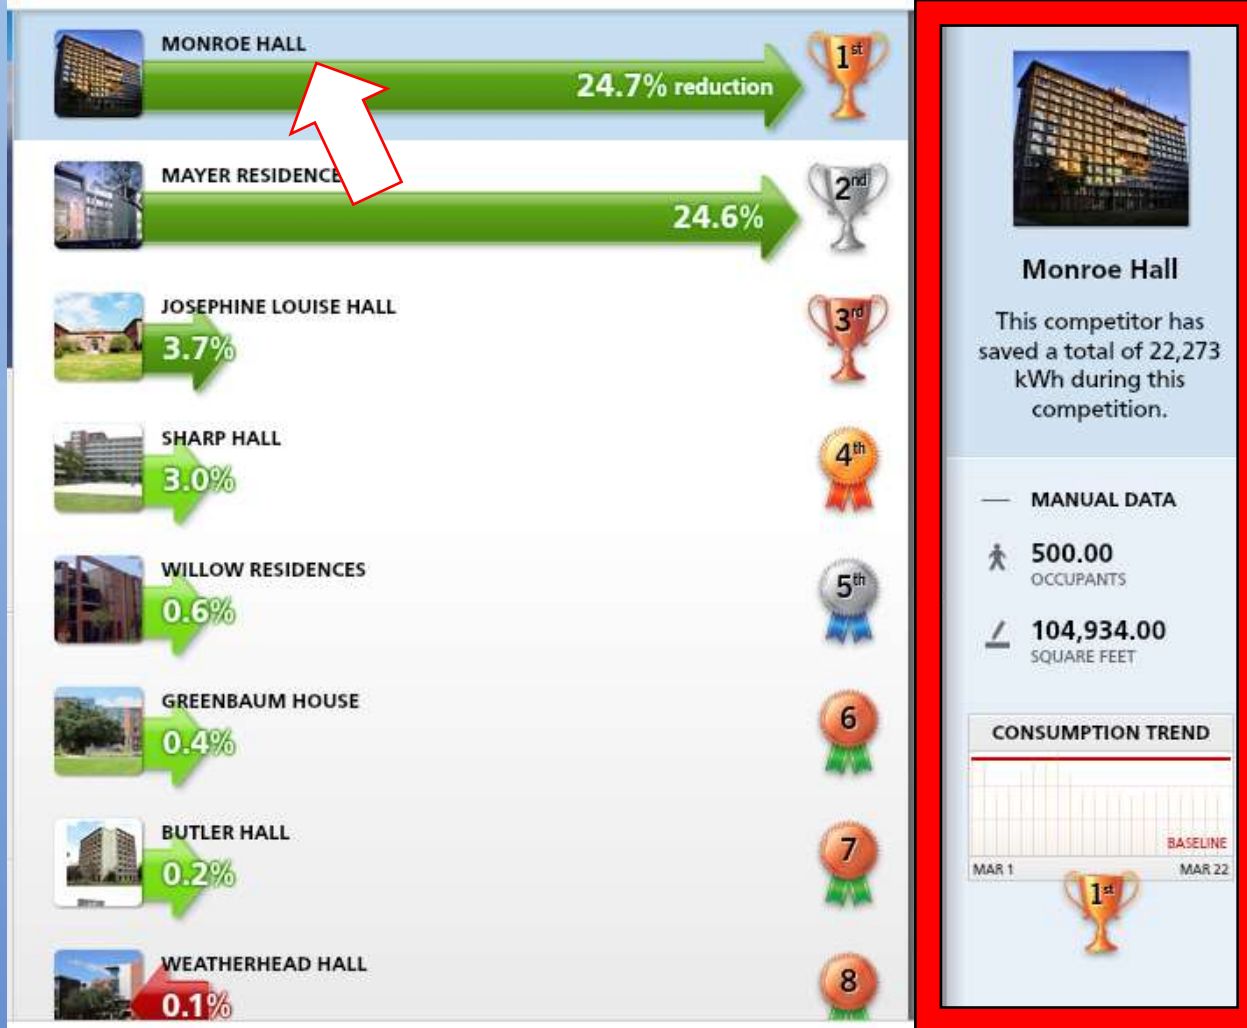 MONROE HALL
24.7% reduction
1st
MAYER RESIDENCE
24.6%
2nd
JOSEPHINE LOUISE HALL
3.7%
3rd
SHARP HALL
3.0%
4th
WILLOW RESIDENCES
0.6%
5th
GREENBAUM HOUSE
0.4%
6
BUTLER HALL
0.2%
7
WEATHERHEAD HALL
0.1%
8
Monroe Hall
This competitor has
saved a total of 22,273
kWh during this
competition.
MANUAL DATA
500.00
OCCUPANTS
104,934.00
SQUARE FEET
CONSUMPTION TREND
BASELINE
MAR 1
MAR 22
1st